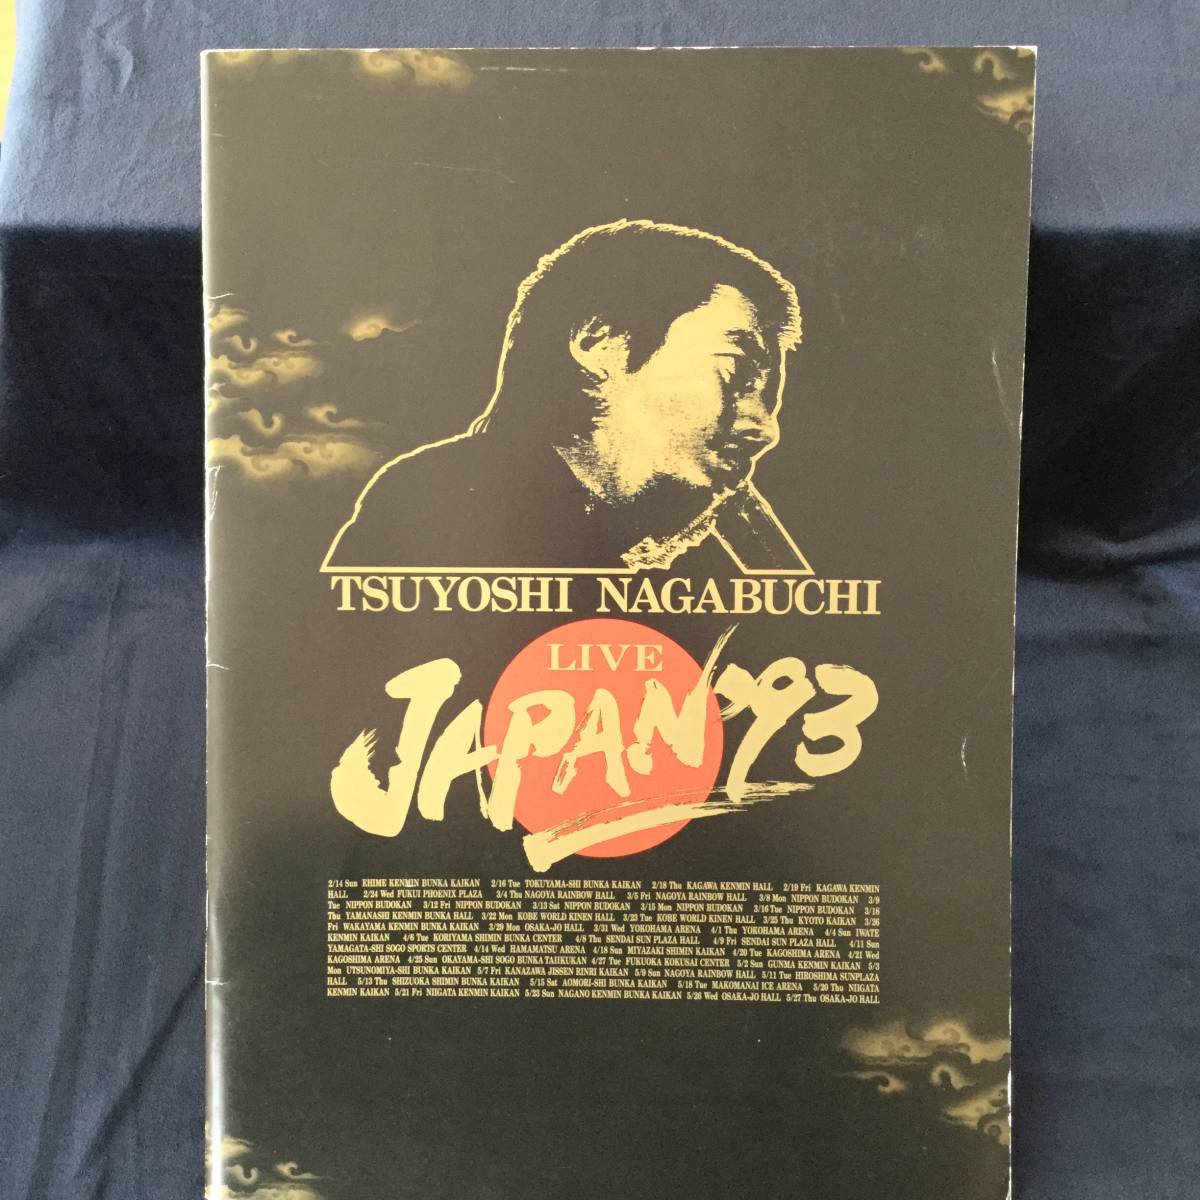 TSUYOSHI NAGABUCHI
LIVE
JAPAN '93
2/14 Sun EHIME KENMIN BUNKA KAIKAN 2/16 Tue TOKUYAMA-SHI BUNKA KAIKAN 2/18 Thu KAGAWA KENMIN HALL 2/19 Fri KAGAWA KENMIN
HALL 2/24 Wed FUKUI PHOENIX PLAZA 3/4 Thu NAGOYA RAINBOW HALL 3/5 Fri NAGOYA RAINBOW HALL 3/8 Mon NIPPON BUDOKAN 3/9
Tue NIPPON BUDOKAN 3/12 Fri NIPPON BUDOKAN 3/13 Sat NIPPON BUDOKAN 3/15 Mon NIPPON BUDOKAN 3/16 Tue NIPPON BUDOKAN 3/18
Thu YAMANASHI KENMIN BUNKA HALL 3/22 Mon KOBE WORLD KINEN HALL 3/23 Tue KOBE WORLD KINEN HALL 3/25 Thu KYOTO KAIKAN 3/26
Fri WAKAYAMA KENMIN BUNKA KAIKAN 3/29 Mon OSAKA-JO HALL 3/31 Wed YOKOHAMA ARENA 4/1 Thu YOKOHAMA ARENA 4/4 Sun IWATE
KENMIN KAIKAN 4/6 Tue KORIYAMA SHIMIN BUNKA CENTER 4/8 Thu SENDAI SUN PLAZA HALL 4/9 Fri SENDAI SUN PLAZA HALL 4/11 Sun
YAMAGATA-SHI SOGO SPORTS CENTER 4/14 Wed HAMAMATSU ARENA 4/18 Sun MIYAZAKI SHIMIN KAIKAN 4/20 Tue KAGOSHIMA ARENA 4/21 Wed
KAGOSHIMA ARENA 4/25 Sun OKAYAMA-SHI SOGO BUNKA TAIIKUKAN 4/27 Tue FUKUOKA KOKUSAI CENTER 5/2 Sun GUNMA KENMIN KAIKAN 5/3
Mon UTSUNOMIYA-SHI BUNKA KAIKAN 5/7 Fri KANAZAWA JISSEN RINRI KAIKAN 5/9 Sun NAGOYA RAINBOW HALL 5/11 Tue HIROSHIMA SUNPLAZA
HALL 5/13 Thu SHIZUOKA SHIMIN BUNKA KAIKAN 5/15 Sat AOMORI-SHI BUNKA KAIKAN 5/18 Tue MAKOMANAI ICE ARENA 5/20 Thu NIIGATA
KENMIN KAIKAN 5/21 Fri NIIGATA KENMIN KAIKAN 5/23 Sun NAGANO KENMIN BUNKA KAIKAN 5/26 Wed OSAKA-JO HALL 5/27 Thu OSAKA-JO HALL